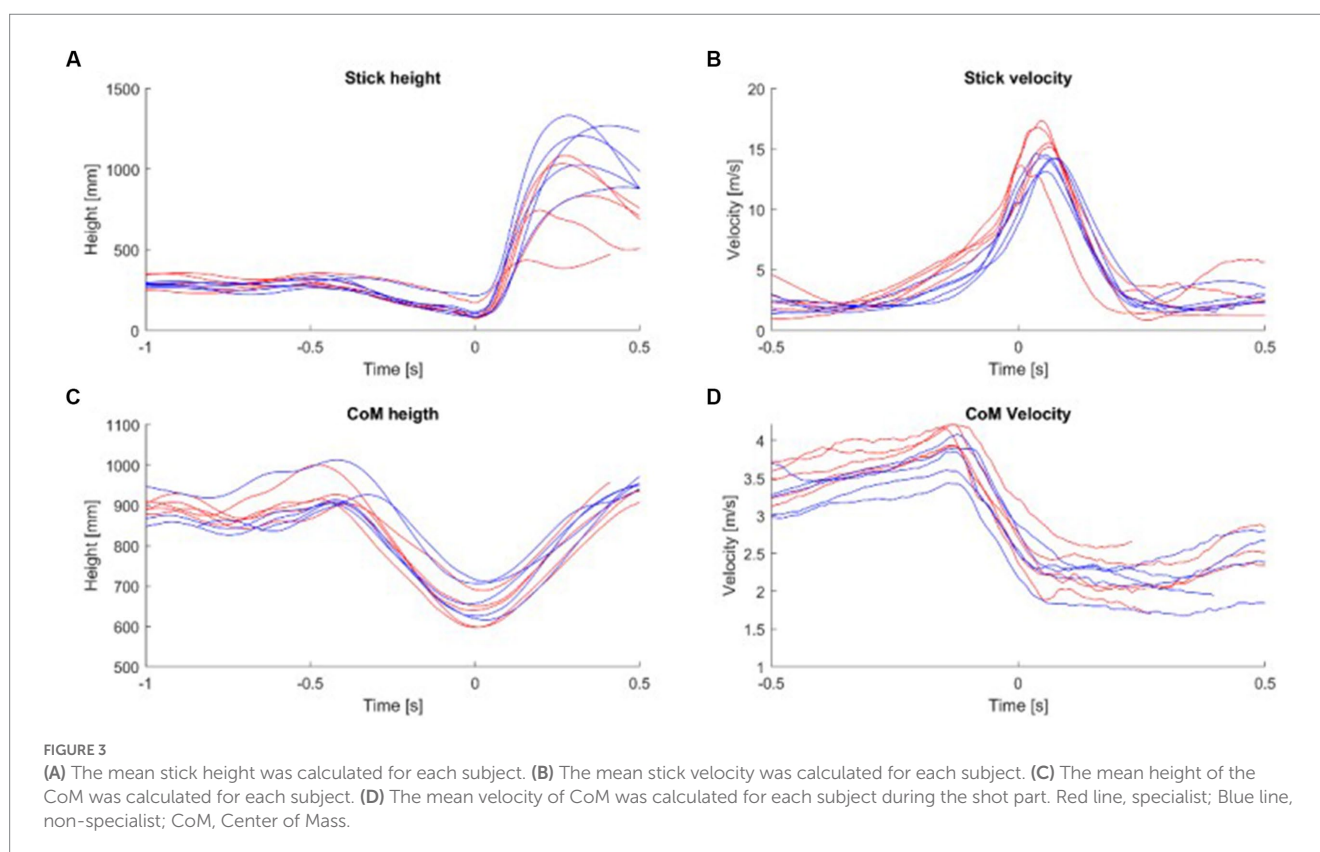 A
Stick height
1500
1000
500
0
Height [mm]
-1
-0.5
0
0.5
Time [s]
B
Stick velocity
20
15
10
5
0
Velocity [m/s]
-0.5
0
0.5
Time [s]
C
CoM heigth
1100
1000
900
800
700
600
500
Height [mm]
-1
-0.5
0
0.5
Time [s]
D
CoM Velocity
4
3.5
3
2.5
2
1.5
1
Velocity [m/s]
-0.5
0
0.5
Time [s]
FIGURE 3
(A) The mean stick height was calculated for each subject. (B) The mean stick velocity was calculated for each subject. (C) The mean height of the
CoM was calculated for each subject. (D) The mean velocity of CoM was calculated for each subject during the shot part. Red line, specialist; Blue line,
non-specialist; CoM, Center of Mass.